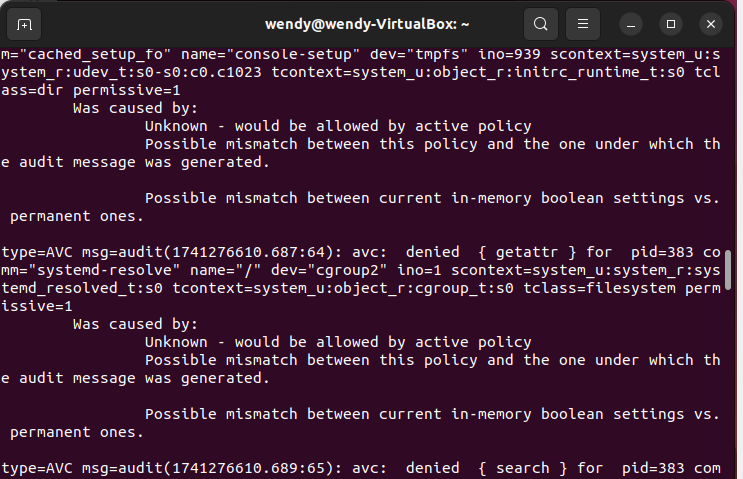 wendy@wendy-VirtualBox: ~
m="cached_setup_fo" name="console-setup" dev="tmpfs" ino=939 scontext=system_u:s
ystem_r:udev_t:s0-s0:c0.c1023 tcontext=system_u:object_r:initrc_runtime_t:s0 tcl
ass=dir permissive=1
        Was caused by:
                Unknown - would be allowed by active policy
                Possible mismatch between this policy and the one under which th
e audit message was generated.

                Possible mismatch between current in-memory boolean settings vs.
 permanent ones.

type=AVC msg=audit(1741276610.687:64): avc:  denied  { getattr } for  pid=383 co
mm="systemd-resolve" name="/" dev="cgroup2" ino=1 scontext=system_u:system_r:sys
temd_resolved_t:s0 tcontext=system_u:object_r:cgroup_t:s0 tclass=filesystem perm
issive=1
        Was caused by:
                Unknown - would be allowed by active policy
                Possible mismatch between this policy and the one under which th
e audit message was generated.

                Possible mismatch between current in-memory boolean settings vs.
 permanent ones.

type=AVC msg=audit(1741276610.689:65): avc:  denied  { search } for  pid=383 com